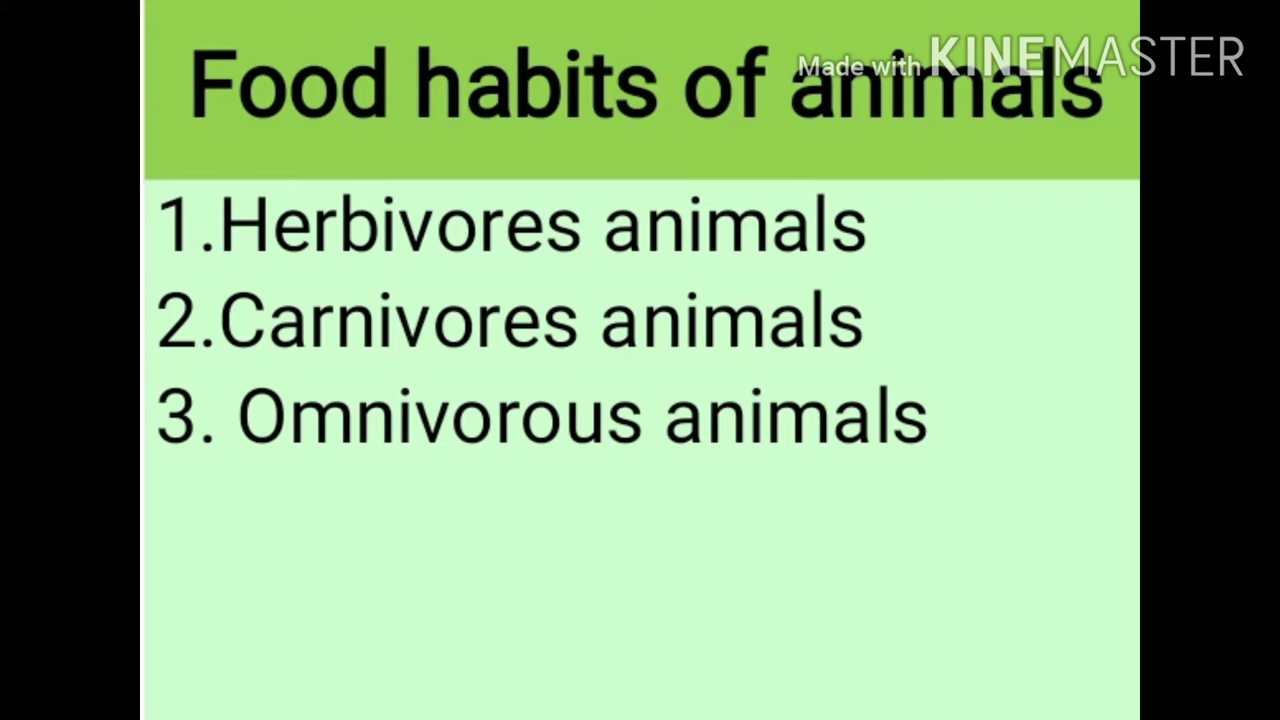 Food habits of animals
Made with KINEMASTER
1.Herbivores animals
2.Carnivores animals
3. Omnivorous animals